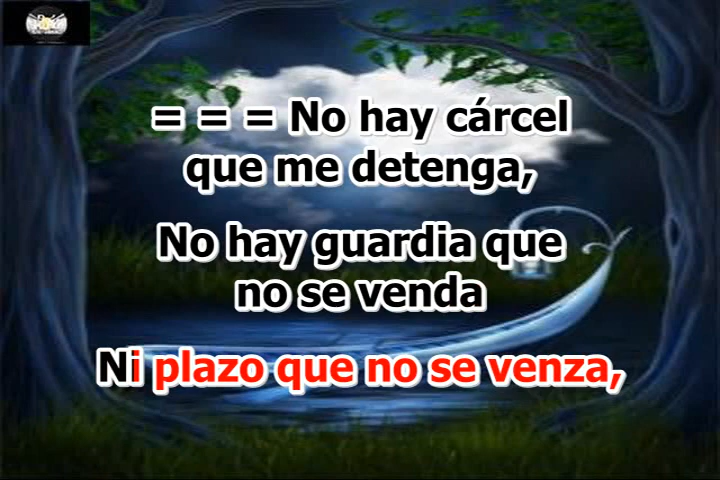 = = = No hay cárcel
que me detenga,
No hay guardia que
no se venda
Ni plazo que no se venza,